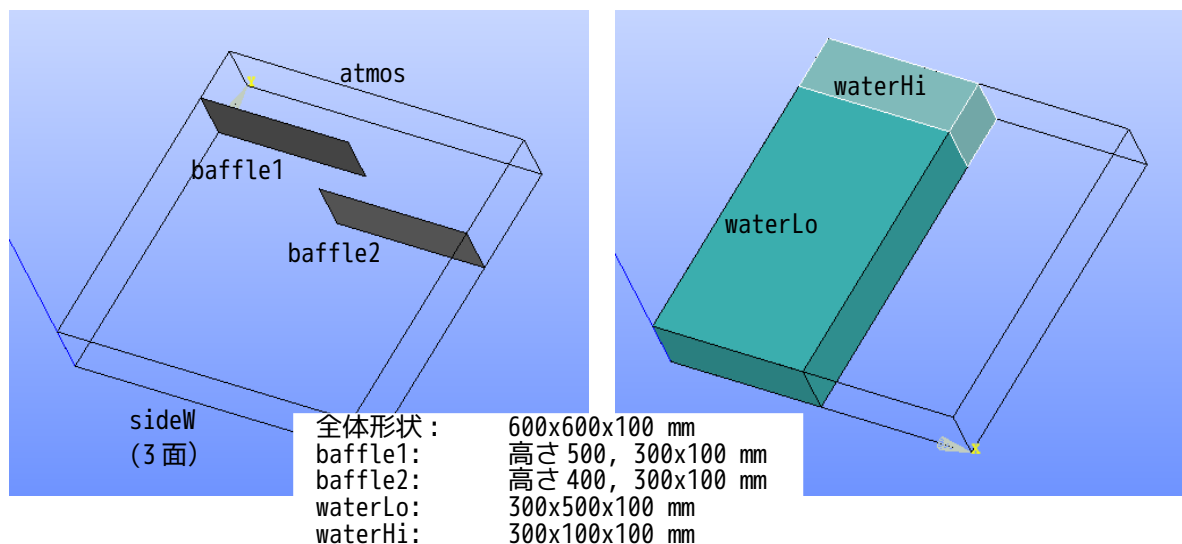 Y
atmos
baffle1
baffle2
sideW
(3面)
waterHi
waterLo
X
全体形状: 600x600x100 mm
baffle1: 高さ500, 300x100 mm
baffle2: 高さ400, 300x100 mm
waterLo: 300x500x100 mm
waterHi: 300x100x100 mm